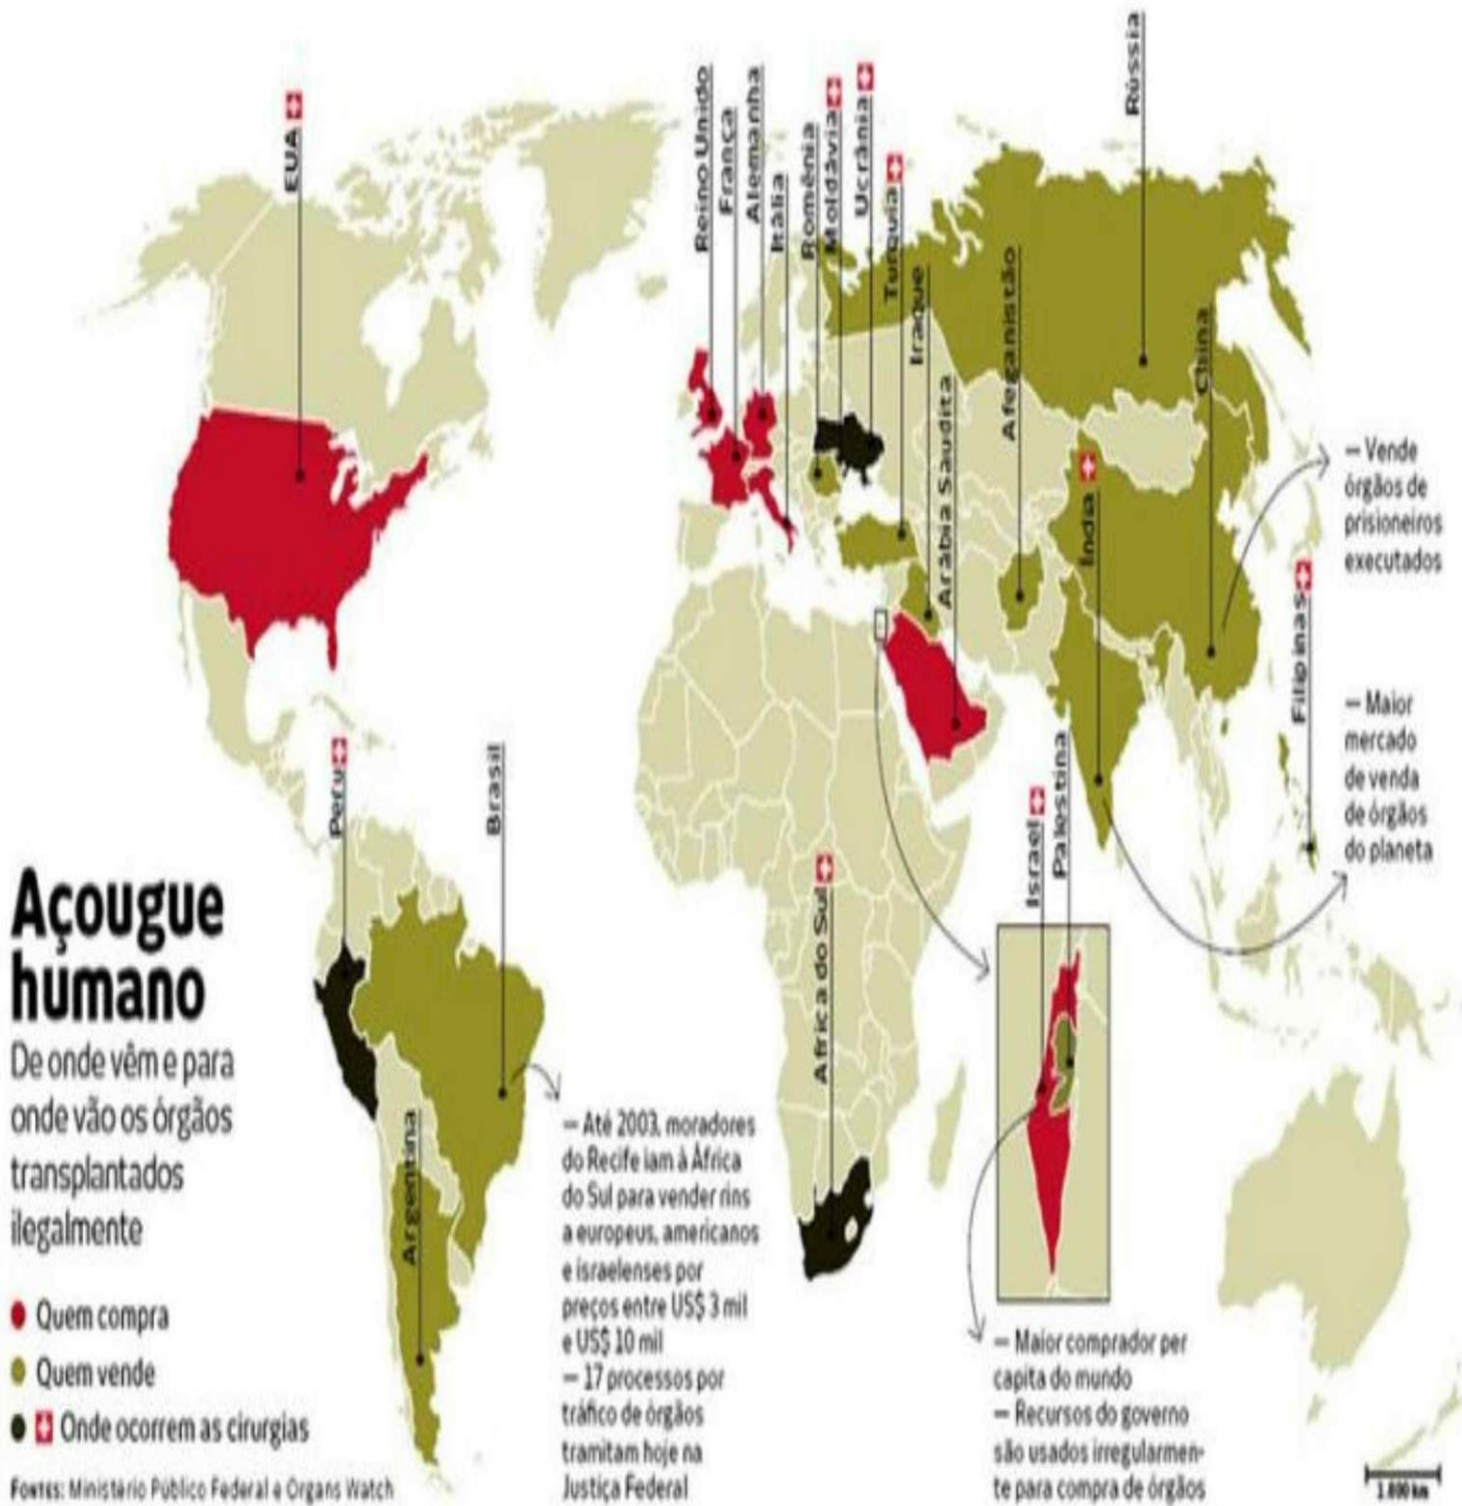 EUA
Reino Unido
França
Alemanha
Itália
Romênia
Moldávia
Ucrânia
Turquia
Iraque
Arábia Saudita
Afeganistão
Rússia
China
Índia
Filipinas
— Vende
órgãos de
prisioneiros
executados
— Maior
mercado
de venda
de órgãos
do planeta
Peru
Brasil
Argentina
África do Sul
Israel
Palestina
Açougue
humano
De onde vêm e para
onde vão os órgãos
transplantados
ilegalmente
Quem compra
Quem vende
Onde ocorrem as cirurgias
FONTES: Ministério Público Federal e Organs Watch
— Até 2003, moradores
do Recife iam à África
do Sul para vender rins
a europeus, americanos
e israelenses por
preços entre US$ 3 mil
e US$ 10 mil
— 17 processos por
tráfico de órgãos
tramitam hoje na
Justiça Federal
— Maior comprador per
capita do mundo
— Recursos do governo
são usados irregularmen-
te para compra de órgãos